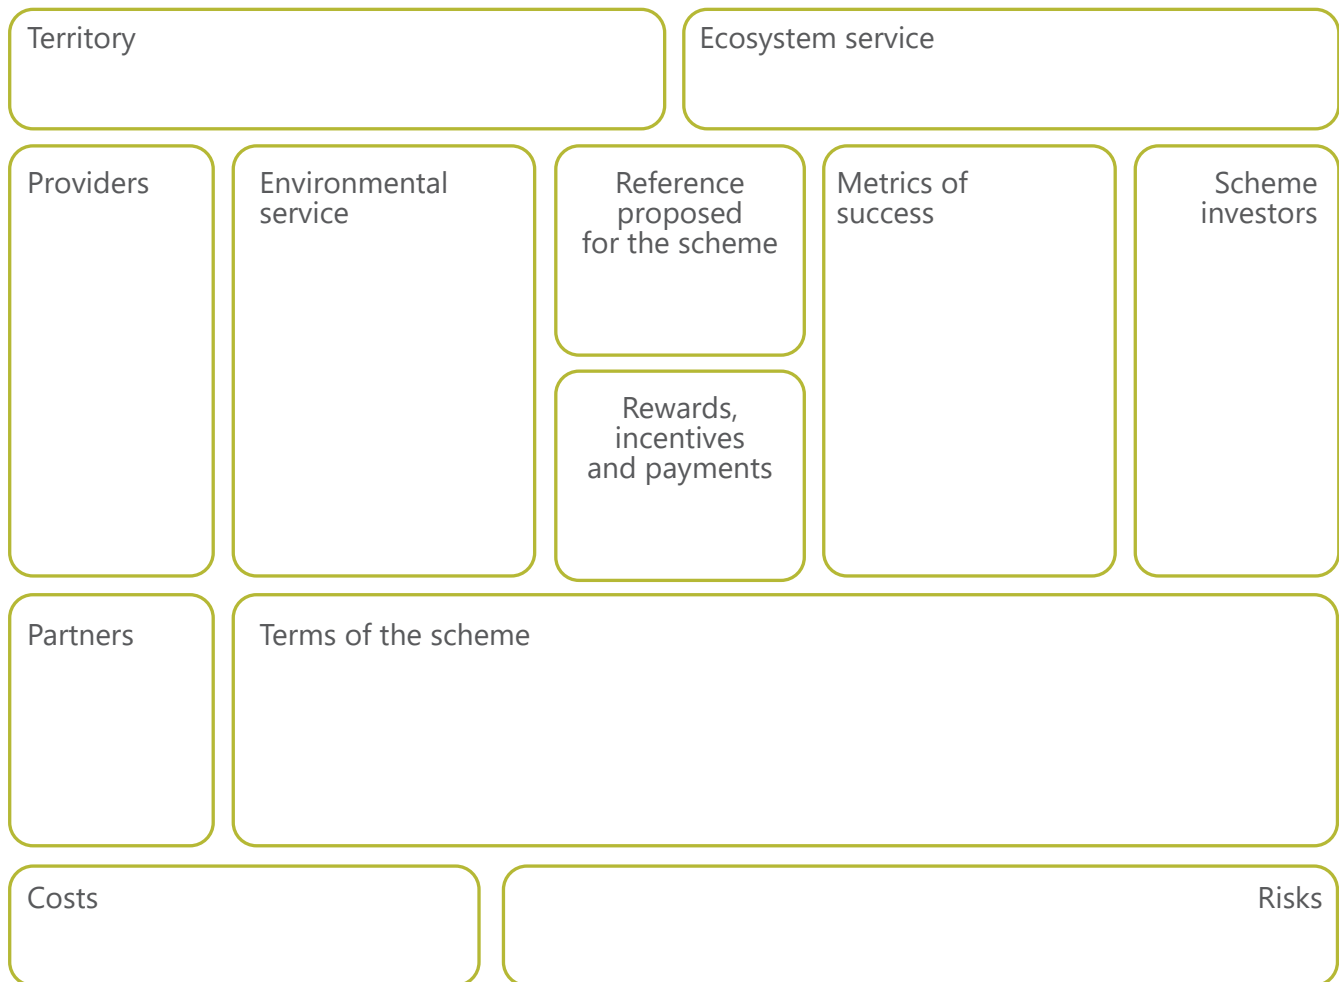 Territory
Ecosystem service
Providers
Environmental
service
Reference
proposed
for the scheme
Rewards,
incentives
and payments
Metrics of
success
Scheme
investors
Partners
Terms of the scheme
Costs
Risks